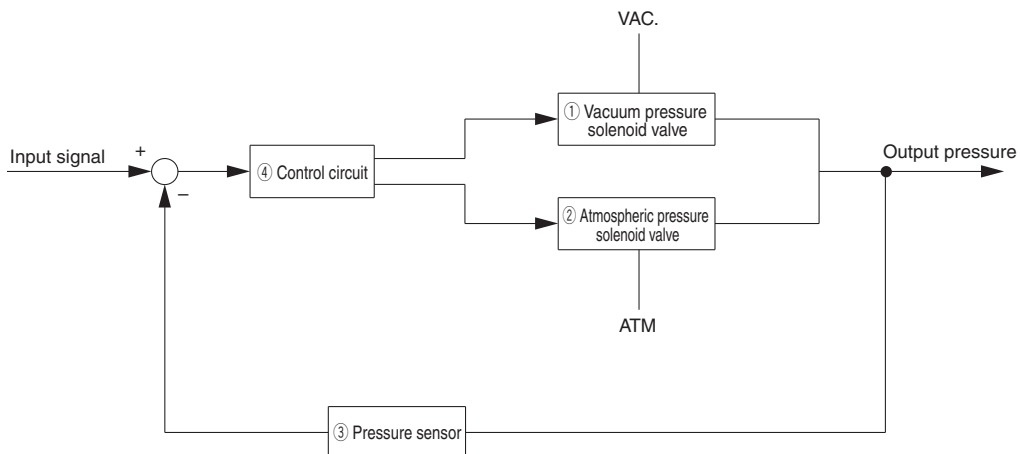 VAC.
① Vacuum pressure
solenoid valve
Input signal
+
−
④ Control circuit
Output pressure
② Atmospheric pressure
solenoid valve
ATM
③ Pressure sensor